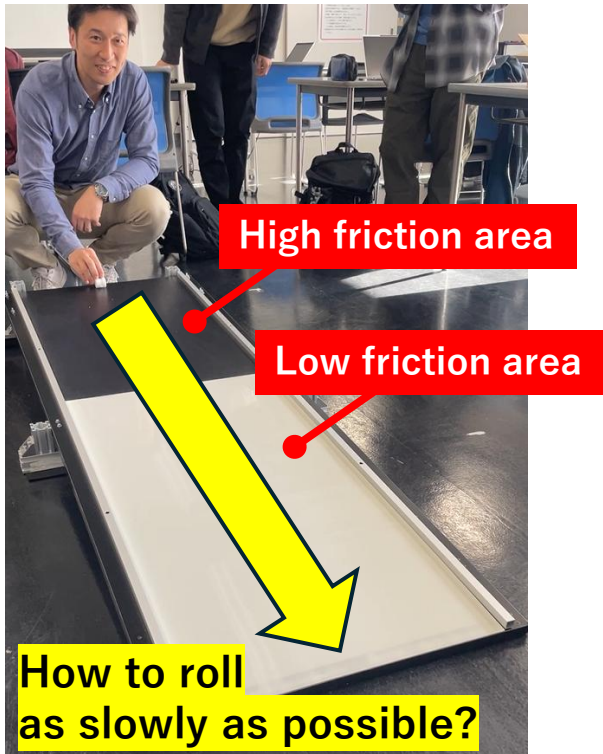 High friction area
Low friction area
How to roll
as slowly as possible?